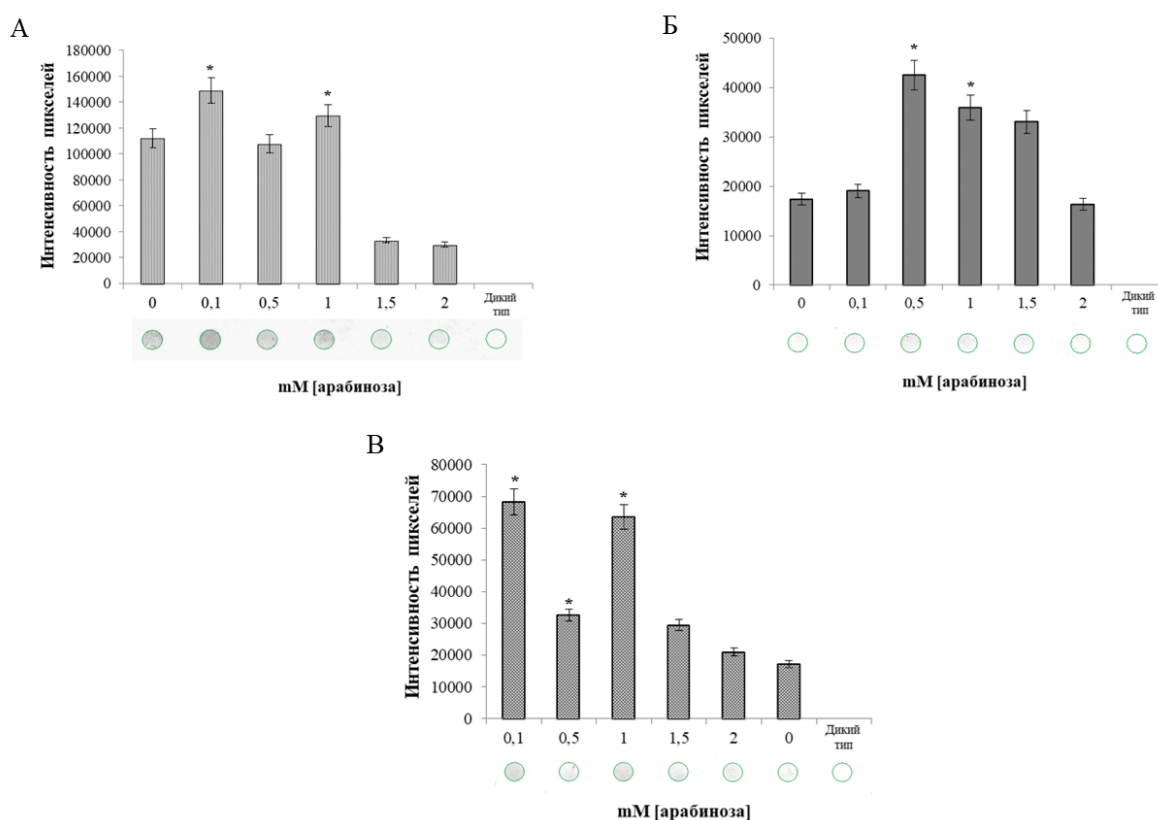 А
Интенсивность пикселей
180000
160000
140000
120000
100000
80000
60000
40000
20000
0
*
*
0 0,1 0,5 1 1,5 2 Дикий
тип
mM [арабиноза]
Б
Интенсивность пикселей
50000
40000
30000
20000
10000
0
*
*
0 0,1 0,5 1 1,5 2 Дикий
тип
mM [арабиноза]
В
Интенсивность пикселей
80000
70000
60000
50000
40000
30000
20000
10000
0
*
*
*
0,1 0,5 1 1,5 2 0 Дикий
тип
mM [арабиноза]